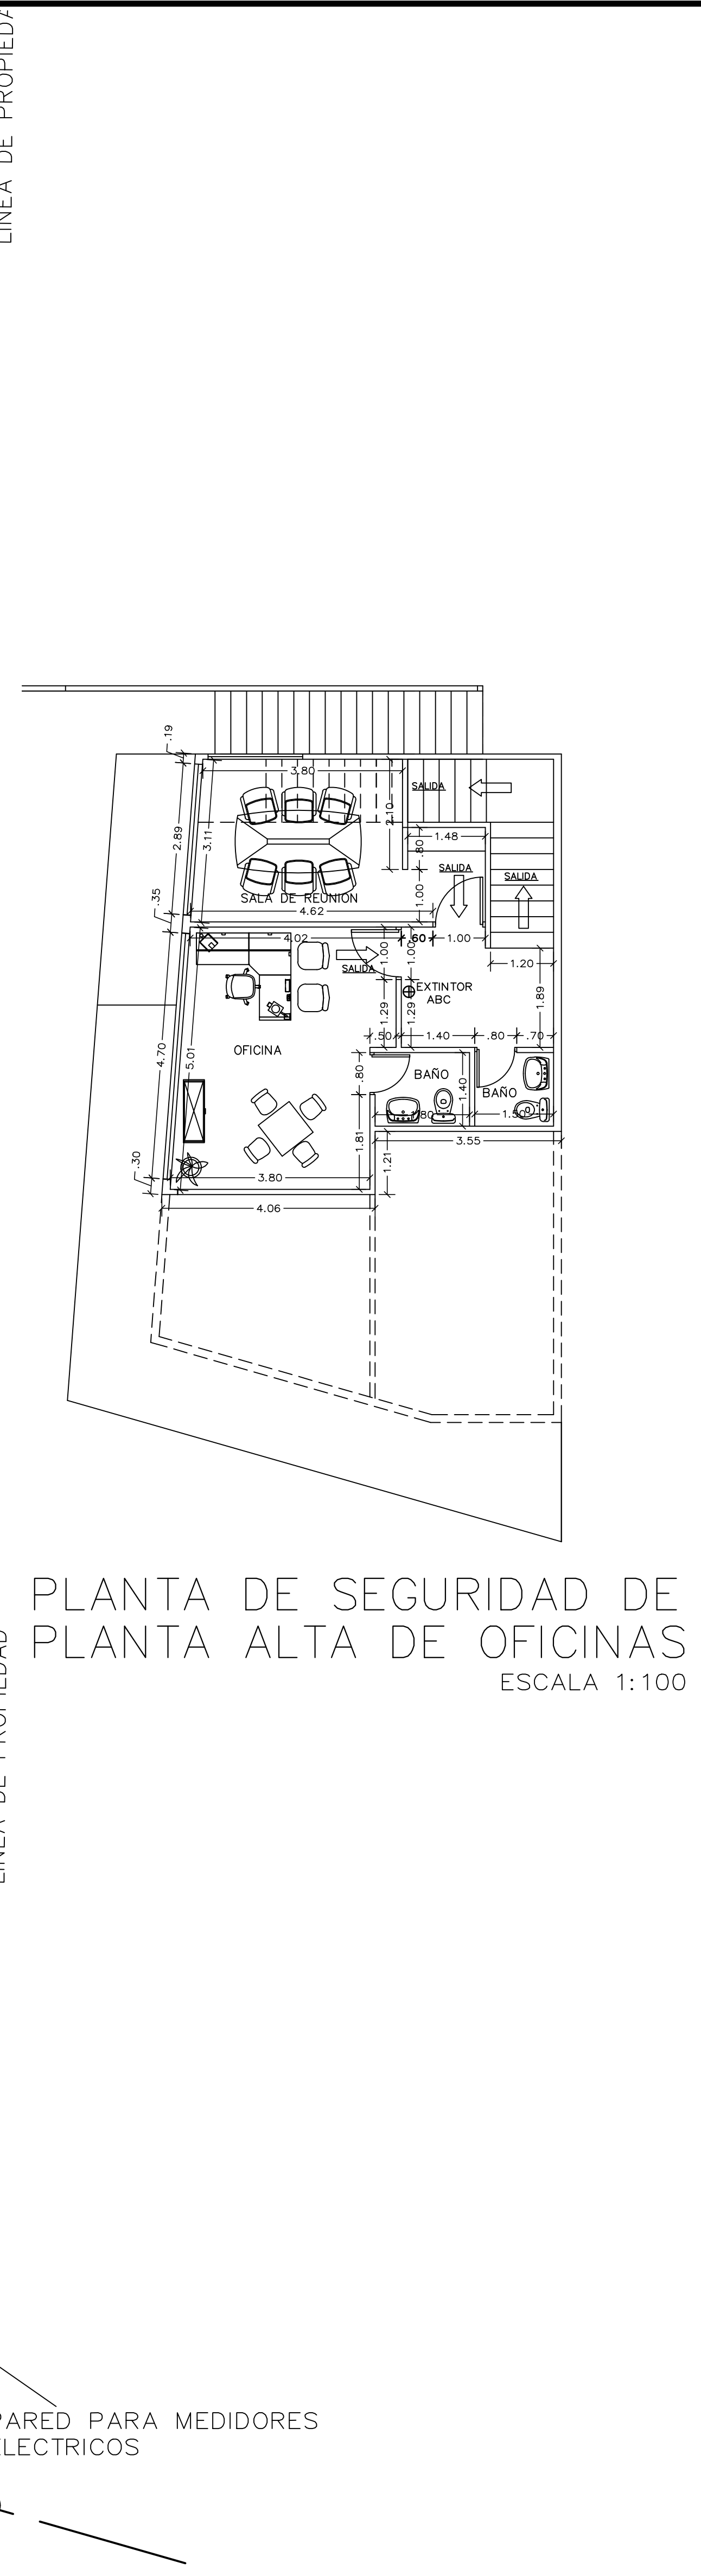 LINEA DE PROPIEDA
.19
3.80
SALIDA
2.10
2.89
3.11
1.48
.80
SALIDA
SALIDA
.35
SALA DE REUNION
1.00
4.62
4.02
.60
1.00
1.00
1.00
SALIDA
1.20
EXTINTOR
ABC
1.89
1.29
1.29
.50
1.40
.80
.70
OFICINA
4.70
5.01
.80
BAÑO
1.40
BAÑO
1.50
3.55
1.81
1.21
.30
3.80
4.06
PLANTA DE SEGURIDAD DE
PLANTA ALTA DE OFICINAS
ESCALA 1:100
LINEA DE PROPIEDAD
PARED PARA MEDIDORES
ELECTRICOS